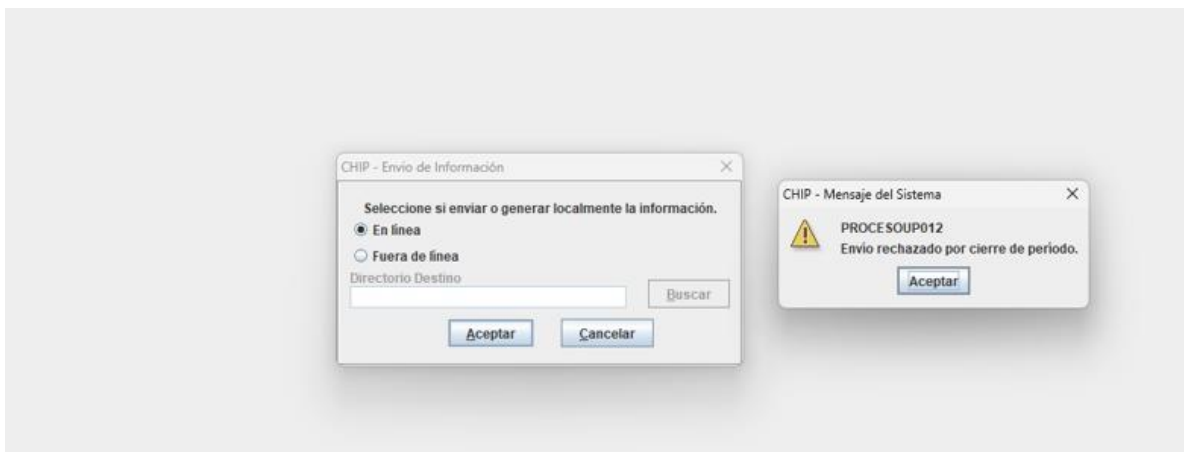 CHIP - Envio de Información
Seleccione si enviar o generar localmente la información.
En línea
Fuera de línea
Directorio Destino
Buscar
Aceptar
Cancelar
CHIP - Mensaje del Sistema
PROCESOUP012
Envío rechazado por cierre de período.
Aceptar